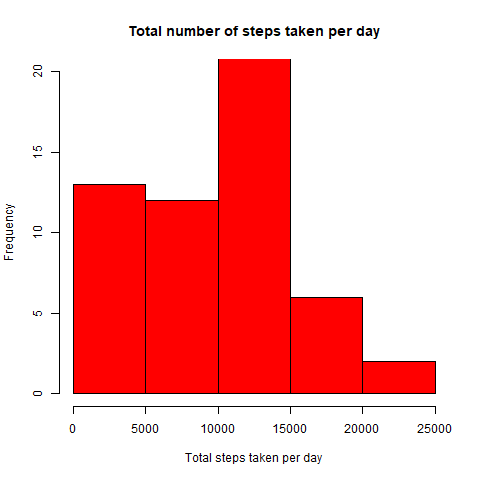 Total number of steps taken per day
Frequency
20
15
10
5
0
0 5000 10000 15000 20000 25000
Total steps taken per day